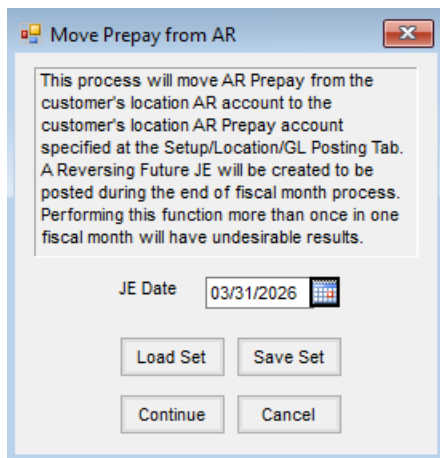 Move Prepay from AR
This process will move AR Prepay from the
customer's location AR account to the
customer's location AR Prepay account
specified at the Setup/Location/GL Posting Tab.
A Reversing Future JE will be created to be
posted during the end of fiscal month process.
Performing this function more than once in one
fiscal month will have undesirable results.
JE Date 03/31/2026
Load Set Save Set
Continue Cancel